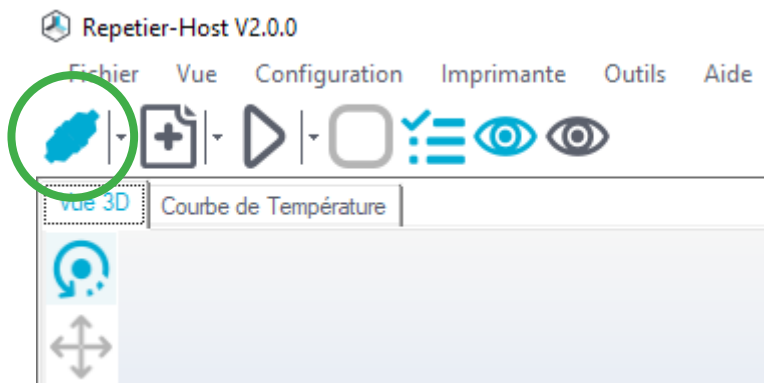 Repetier-Host V2.0.0
Fichier Vue Configuration Imprimante Outils Aide
Vue 3D Courbe de Température